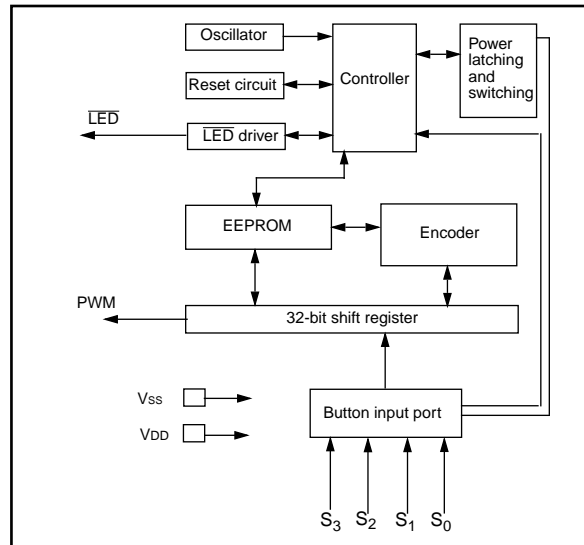 Oscillator
Controller
Power
latching
and
switching
Reset circuit
LED
LED driver
EEPROM
Encoder
PWM
32-bit shift register
VSS
VDD
Button input port
S3 S2 S1 S0